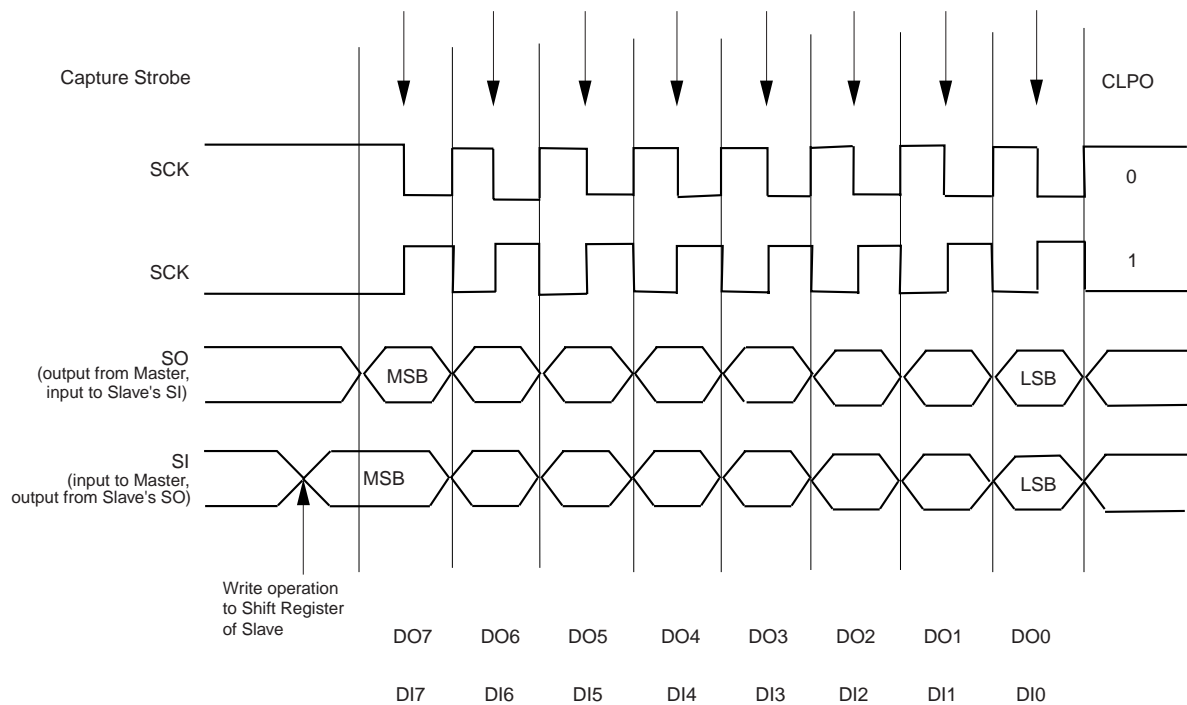 Capture Strobe
CLPO
SCK
0
SCK
1
SO
(output from Master,
input to Slave's SI)
MSB
LSB
SI
(input to Master,
output from Slave's SO)
MSB
LSB
Write operation
to Shift Register
of Slave
DO7 DO6 DO5 DO4 DO3 DO2 DO1 DO0
DI7 DI6 DI5 DI4 DI3 DI2 DI1 DI0